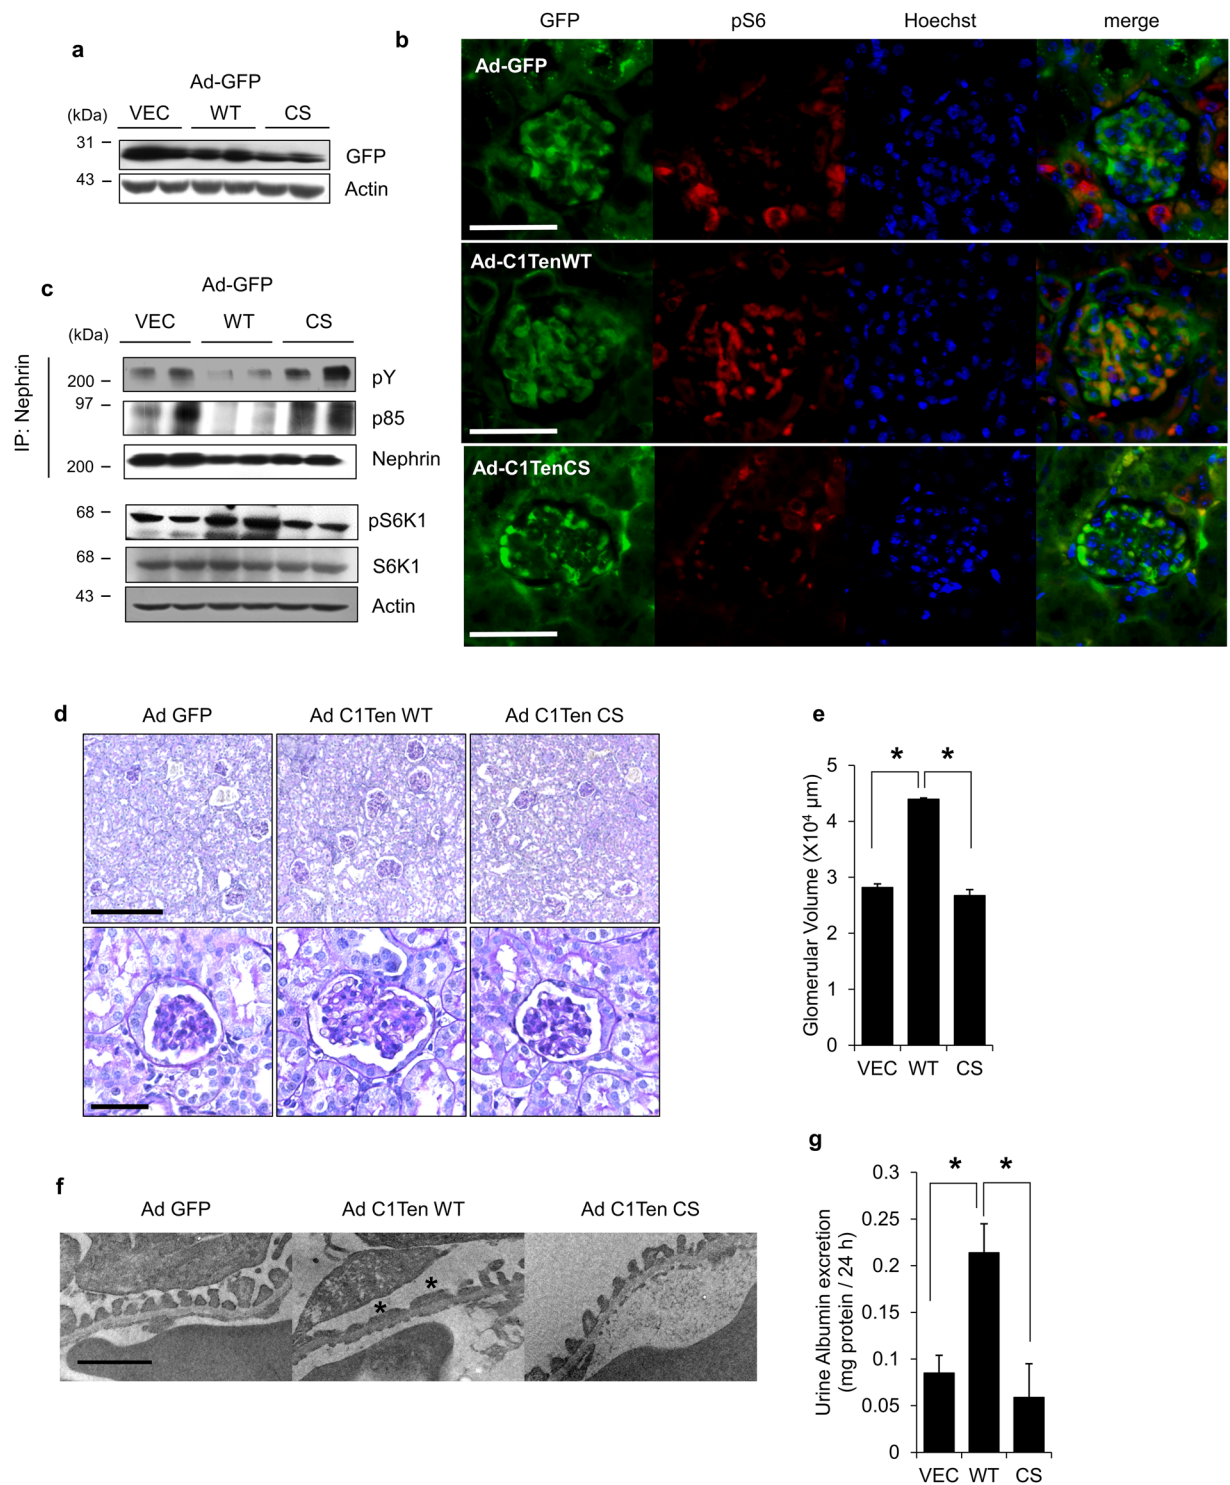 a
Ad-GFP
(kDa) VEC WT CS
31 – GFP
43 – Actin
b
GFP pS6 Hoechst merge
Ad-GFP
Ad-C1TenWT
Ad-C1TenCS
c
Ad-GFP
(kDa) VEC WT CS
IP: Nephrin
200 – pY
97 – p85
200 – Nephrin
68 – pS6K1
68 – S6K1
43 – Actin
d
Ad GFP Ad C1Ten WT Ad C1Ten CS
e
* *
Glomerular Volume (X10⁴ µm)
5
4
3
2
1
0
VEC WT CS
f
Ad GFP Ad C1Ten WT Ad C1Ten CS
* *
g
* *
Urine Albumin excretion
(mg protein / 24 h)
0.3
0.25
0.2
0.15
0.1
0.05
0
VEC WT CS